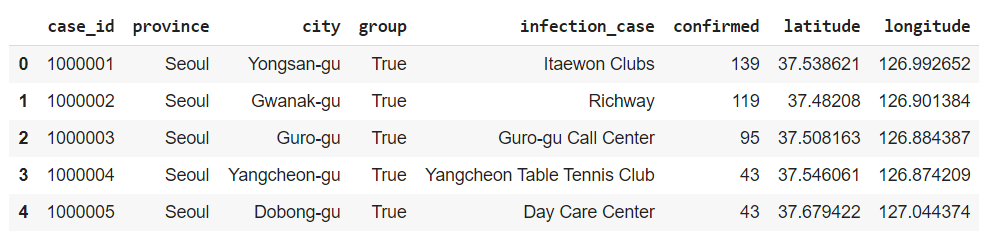 case_id province city group infection_case confirmed latitude longitude
0 1000001 Seoul Yongsan-gu True Itaewon Clubs 139 37.538621 126.992652
1 1000002 Seoul Gwanak-gu True Richway 119 37.48208 126.901384
2 1000003 Seoul Guro-gu True Guro-gu Call Center 95 37.508163 126.884387
3 1000004 Seoul Yangcheon-gu True Yangcheon Table Tennis Club 43 37.546061 126.874209
4 1000005 Seoul Dobong-gu True Day Care Center 43 37.679422 127.044374